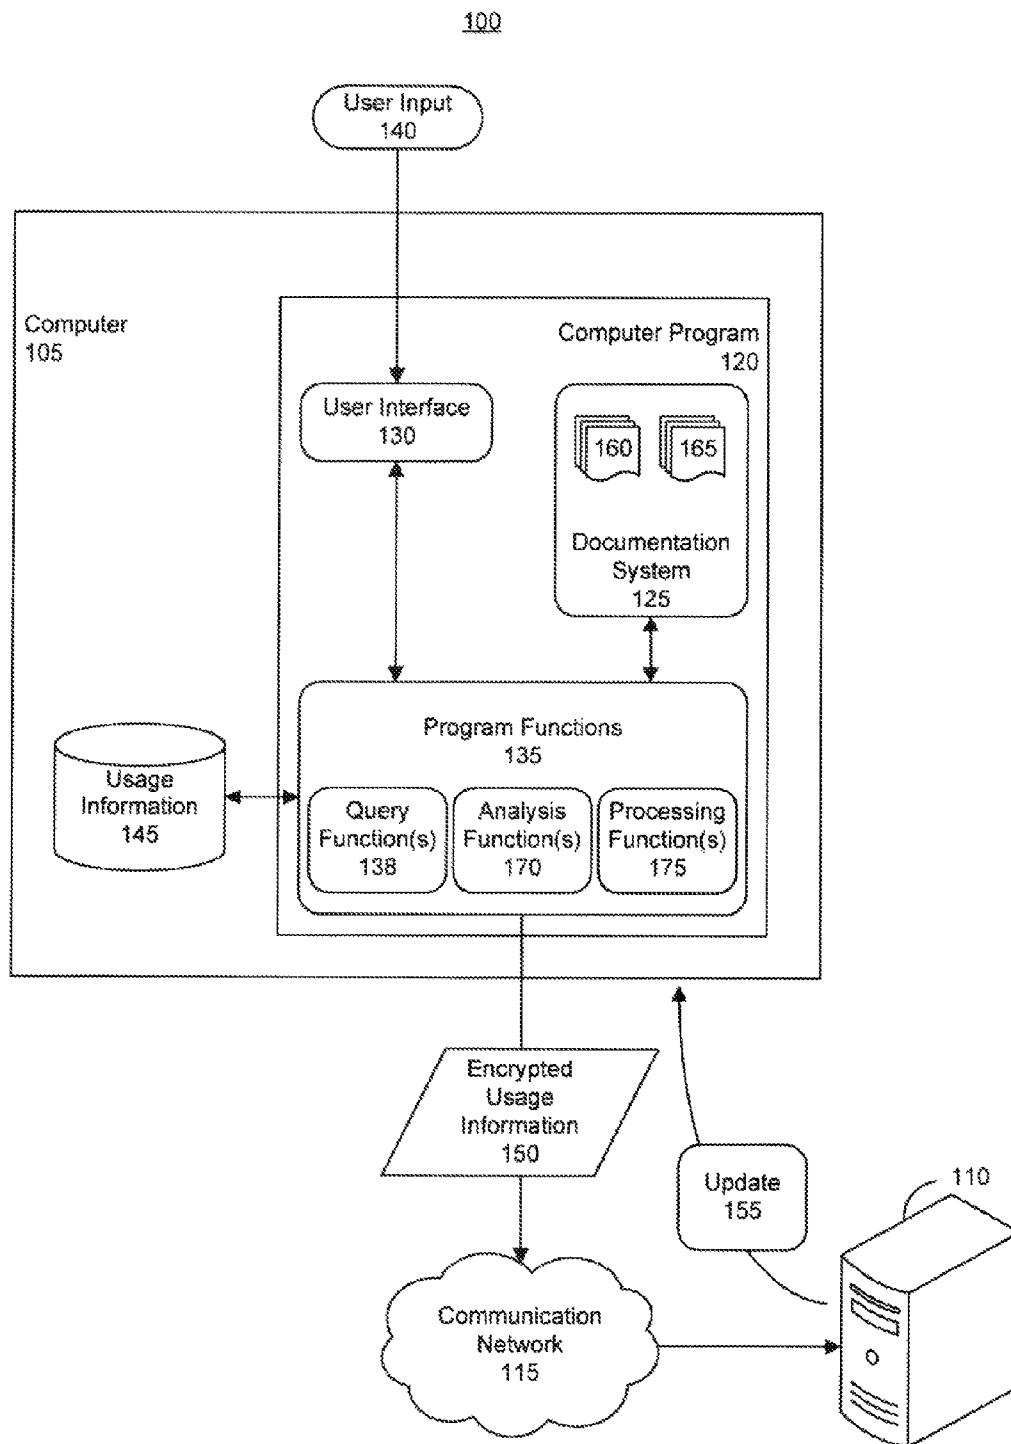 100
User Input
140
Computer
105
Computer Program
120
User Interface
130
160
165
Documentation
System
125
Program Functions
135
Usage
Information
145
Query
Function(s)
138
Analysis
Function(s)
170
Processing
Function(s)
175
Encrypted
Usage
Information
150
Update
155
110
Communication
Network
115